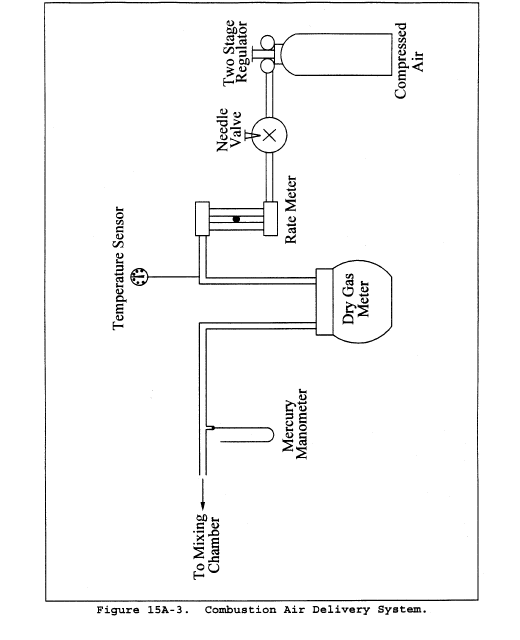 Two Stage
Regulator
Compressed
Air
Needle
Valve
Rate Meter
Temperature Sensor
T
Dry Gas
Meter
Mercury
Manometer
To Mixing
Chamber
Figure 15A-3. Combustion Air Delivery System.